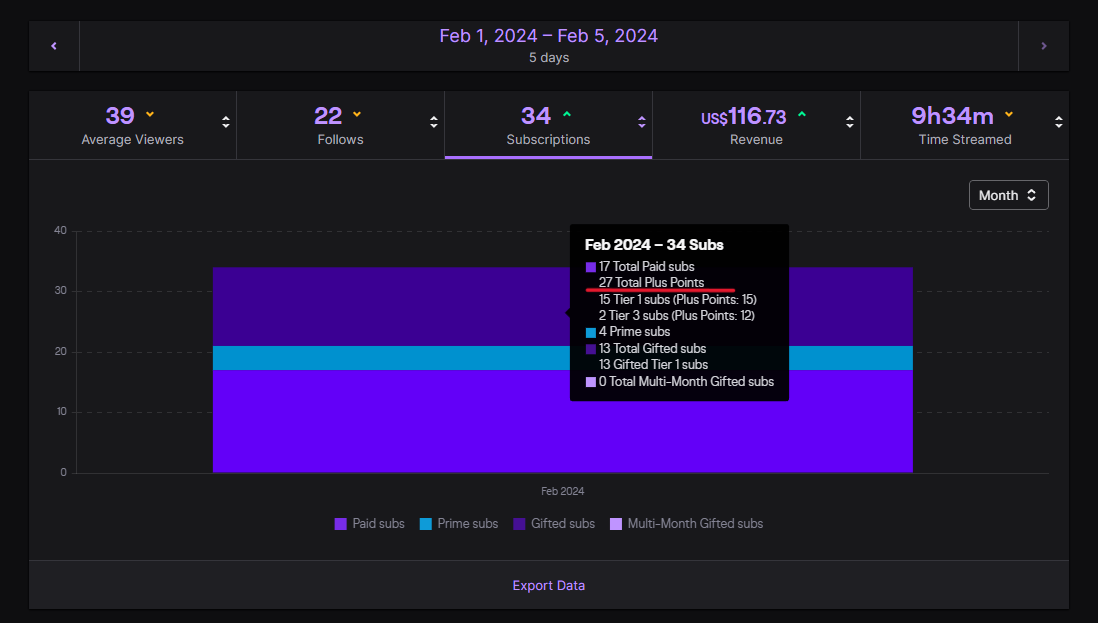 Feb 1, 2024 – Feb 5, 2024
5 days
39
Average Viewers
22
Follows
34
Subscriptions
US$116.73
Revenue
9h34m
Time Streamed
Month
40
30
20
10
0
Feb 2024 – 34 Subs
17 Total Paid subs
27 Total Plus Points
15 Tier 1 subs (Plus Points: 15)
2 Tier 3 subs (Plus Points: 12)
4 Prime subs
13 Total Gifted subs
13 Gifted Tier 1 subs
0 Total Multi-Month Gifted subs
Feb 2024
Paid subs
Prime subs
Gifted subs
Multi-Month Gifted subs
Export Data